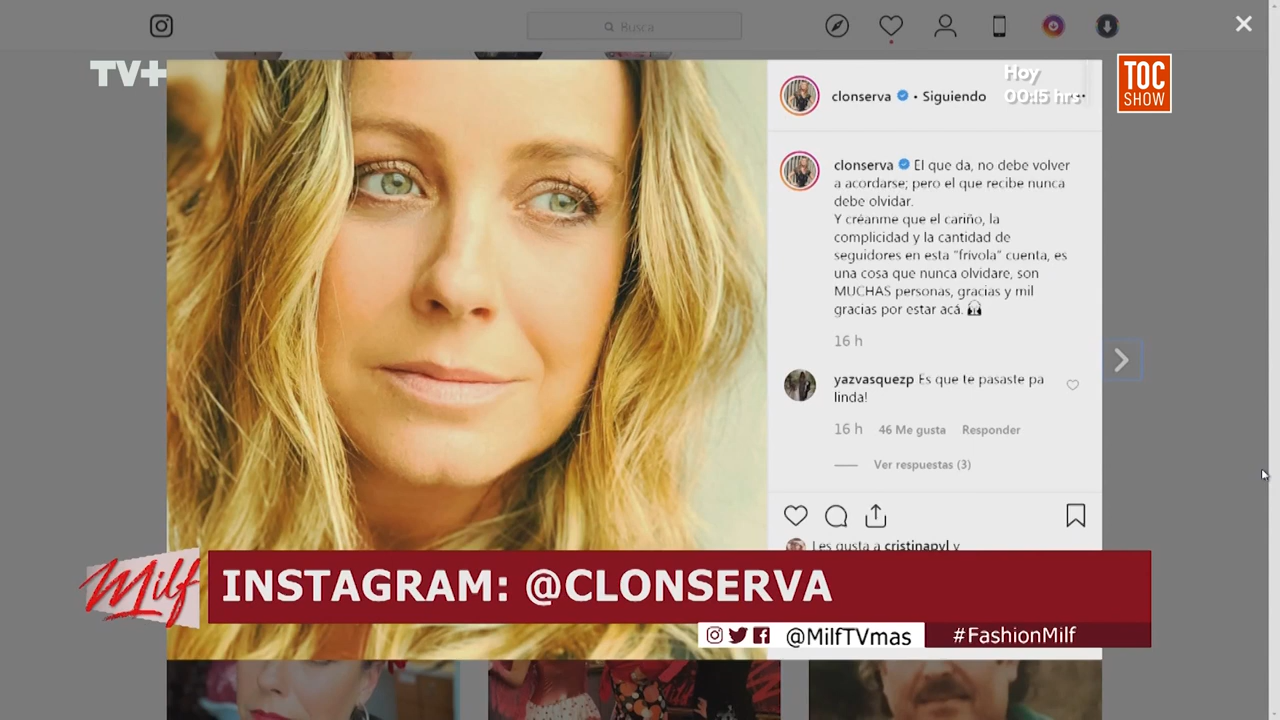 Busca
TV+
Hoy
00:15 hrs
TOC
SHOW
clonserva • Siguiendo
clonserva El que da, no debe volver
a acordarse; pero el que recibe nunca
debe olvidar.
Y créanme que el cariño, la
complicidad y la cantidad de
seguidores en esta "frivola" cuenta, es
una cosa que nunca olvidare, son
MUCHAS personas, gracias y mil
gracias por estar acá.
16 h
yazvasquezp Es que te pasaste pa
linda!
16 h 46 Me gusta Responder
Ver respuestas (3)
Les gusta a cristinapyl y
Milf
INSTAGRAM: @CLONSERVA
@MilfTVmas
#FashionMilf